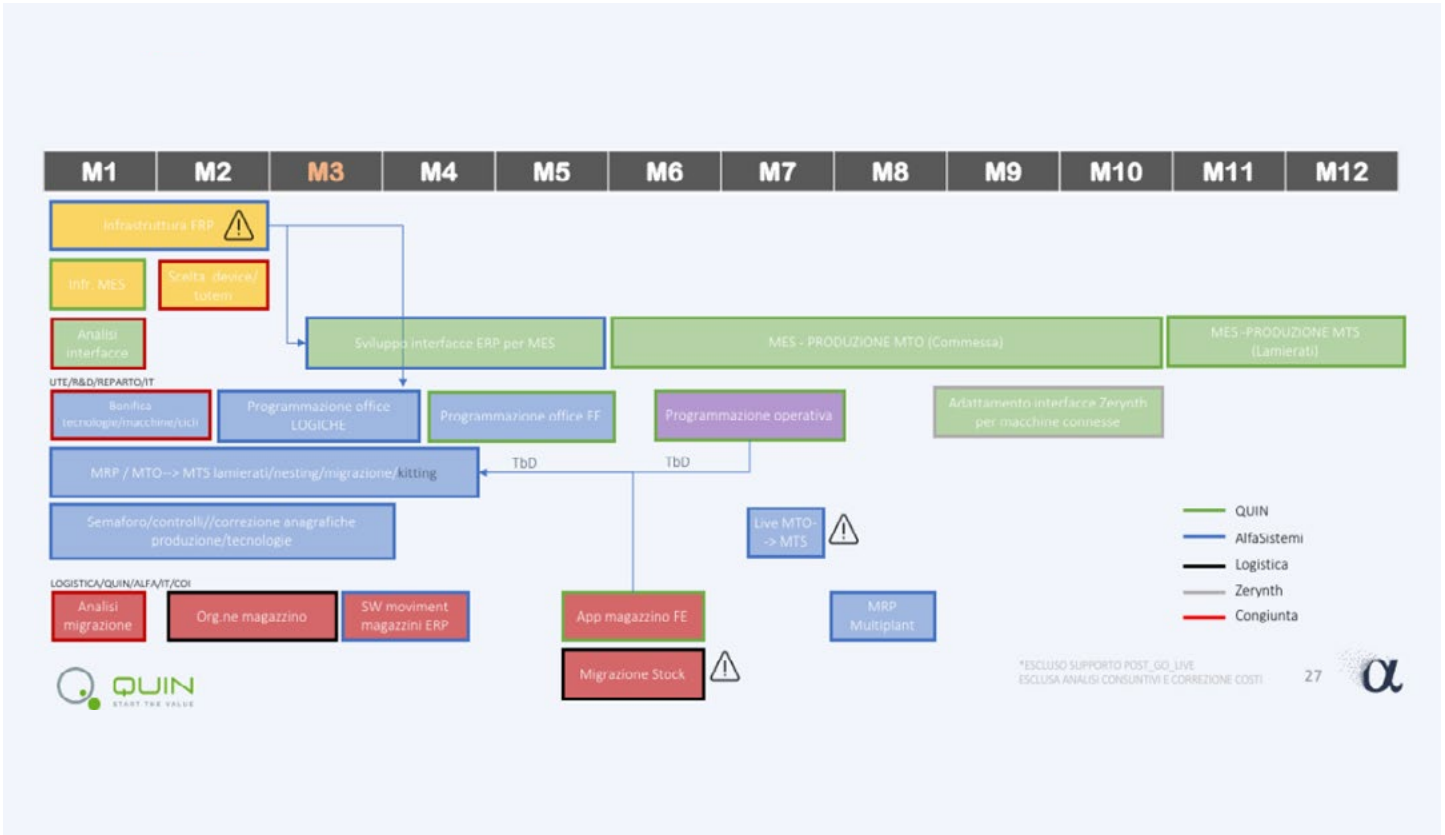 M1 M2 M3 M4 M5 M6 M7 M8 M9 M10 M11 M12
Infrastruttura ERP
Infr. MES
Scelta device/
totem
Analisi
interfacce
Sviluppo interfacce ERP per MES
MES - PRODUZIONE MTO (Commessa)
MES -PRODUZIONE MTS
(Lamierati)
UTE/R&D/REPARTO/IT
Bonifica
tecnologie/macchine/cicli
Programmazione office
LOGICHE
Programmazione office FE
Programmazione operativa
Adattamento interfacce Zerynth
per macchine connesse
MRP / MTO--> MTS lamierati/nesting/migrazione/kitting
TbD
TbD
Semaforo/controlli//correzione anagrafiche
produzione/tecnologie
Live MTO-
-> MTS
LOGISTICA/QUIN/ALFA/IT/COI
Analisi
migrazione
Org.ne magazzino
SW moviment
magazzini ERP
App magazzino FE
MRP
Multiplant
Migrazione Stock
QUIN
AlfaSistemi
Logistica
Zerynth
Congiunta
QUIN
START THE VALUE
*ESCLUSO SUPPORTO POST_GO_LIVE
ESCLUSA ANALISI CONSUNTIVI E CORREZIONE COSTI
27
α